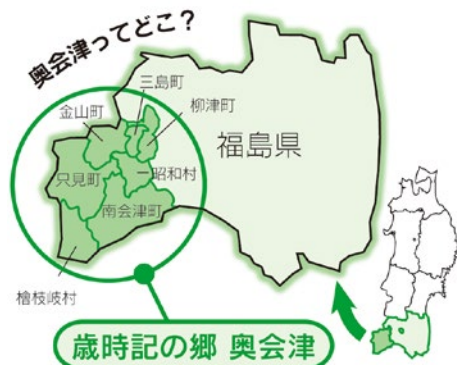 奥会津ってどこ？
三島町
金山町
柳津町
福島県
只見町
昭和村
南会津町
檜枝岐村
歳時記の郷 奥会津